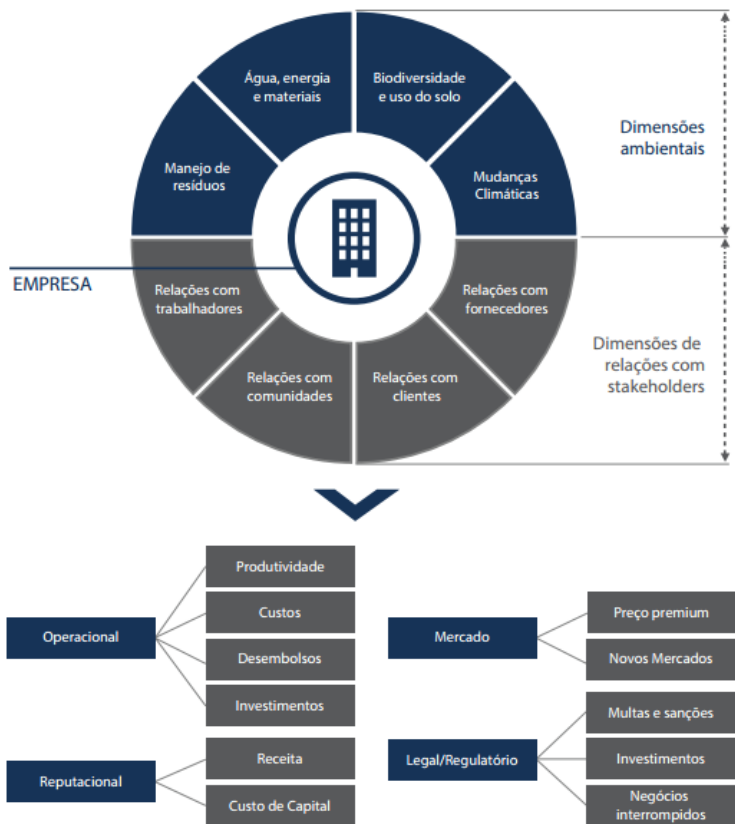 Água, energia
e materiais
Biodiversidade
e uso do solo
Manejo de
resíduos
Mudanças
Climáticas
Dimensões
ambientais
EMPRESA
Relações com
trabalhadores
Relações com
fornecedores
Relações com
comunidades
Relações com
clientes
Dimensões de
relações com
stakeholders
Operacional
Produtividade
Custos
Desembolsos
Investimentos
Reputacional
Receita
Custo de Capital
Mercado
Preço premium
Novos Mercados
Legal/Regulatório
Multas e sanções
Investimentos
Negócios
interrompidos